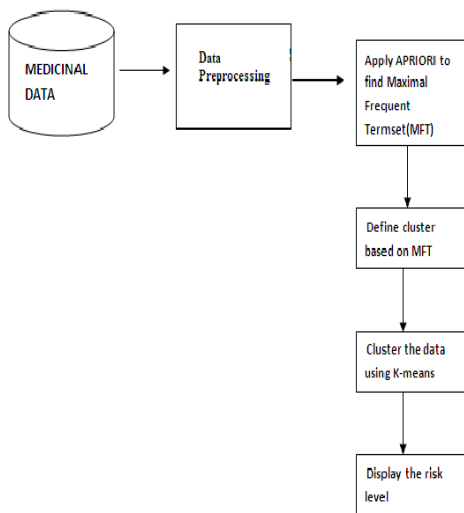 MEDICINAL
DATA
Data
Preprocessing
Apply APRIORI to
find Maximal
Frequent
Termset(MFT)
Define cluster
based on MFT
Cluster the data
using K-means
Display the risk
level